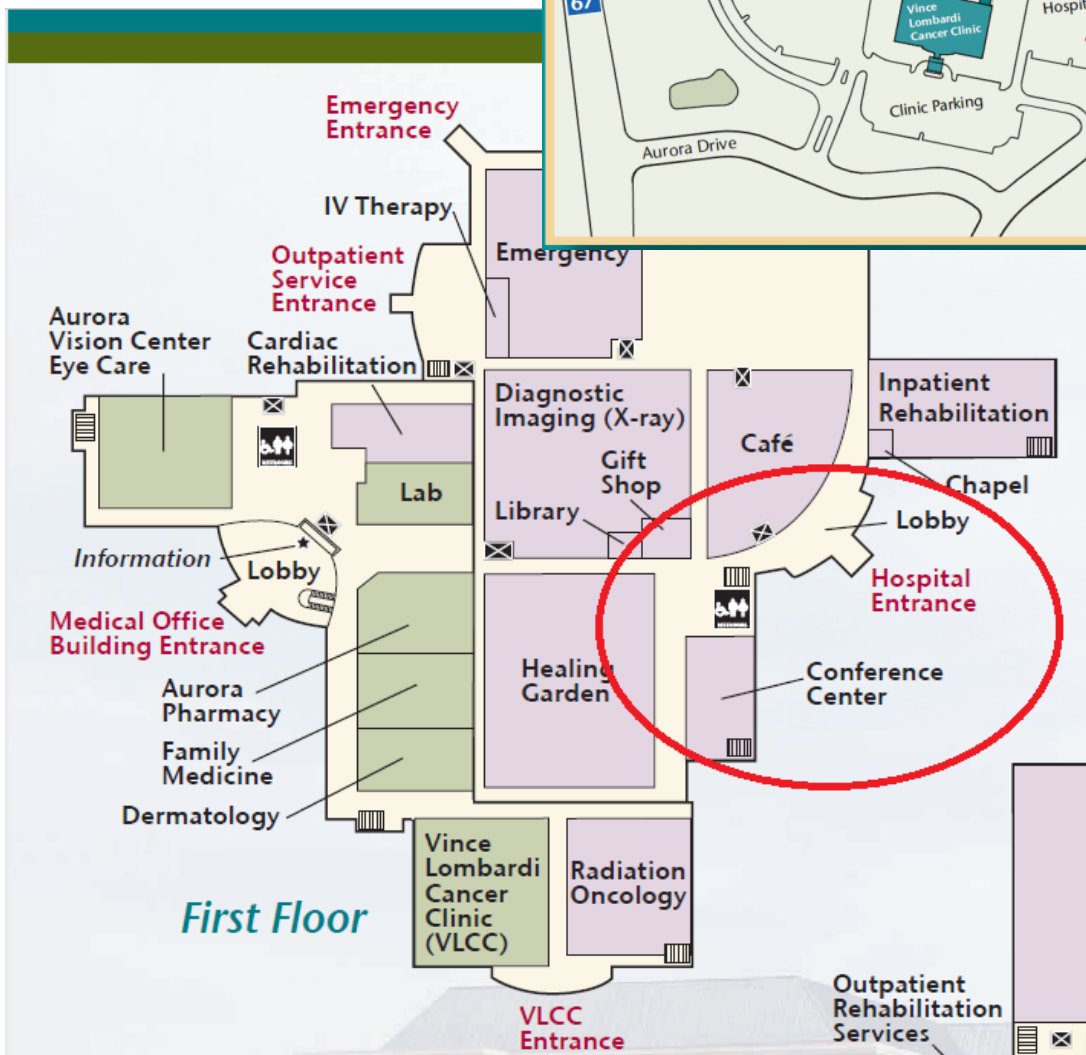 67
Vince
Lombardi
Cancer Clinic
Clinic Parking
Aurora Drive
Emergency
Entrance
IV Therapy
Emergency
Outpatient
Service
Entrance
Aurora
Vision Center
Eye Care
Cardiac
Rehabilitation
Diagnostic
Imaging (X-ray)
Inpatient
Rehabilitation
Café
Gift
Shop
Lab
Library
Chapel
Lobby
Information
Lobby
Hospital
Entrance
Medical Office
Building Entrance
Healing
Garden
Conference
Center
Aurora
Pharmacy
Family
Medicine
Dermatology
Vince
Lombardi
Cancer
Clinic
(VLCC)
Radiation
Oncology
First Floor
VLCC
Entrance
Outpatient
Rehabilitation
Services